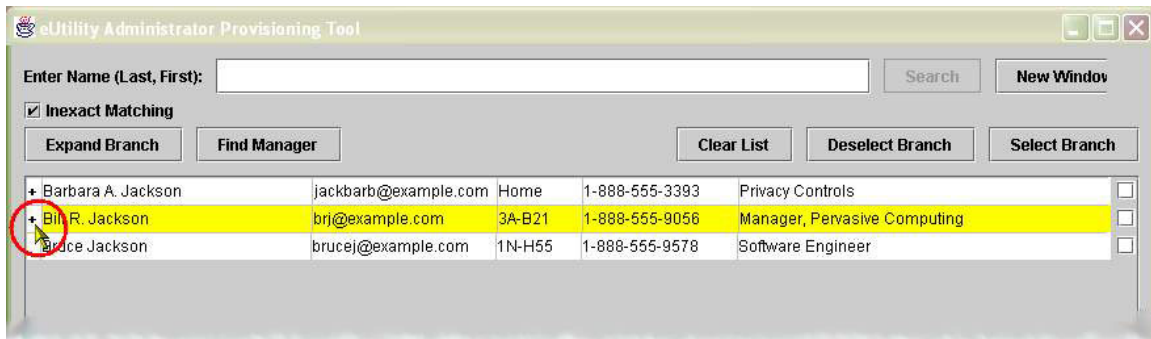 eUtility Administrator Provisioning Tool
Enter Name (Last, First): Search New Window
Inexact Matching
Expand Branch Find Manager Clear List Deselect Branch Select Branch
+ Barbara A. Jackson jackbarb@example.com Home 1-888-555-3393 Privacy Controls
+ Bill R. Jackson brj@example.com 3A-B21 1-888-555-9056 Manager, Pervasive Computing
Bruce Jackson brucej@example.com 1N-H55 1-888-555-9578 Software Engineer